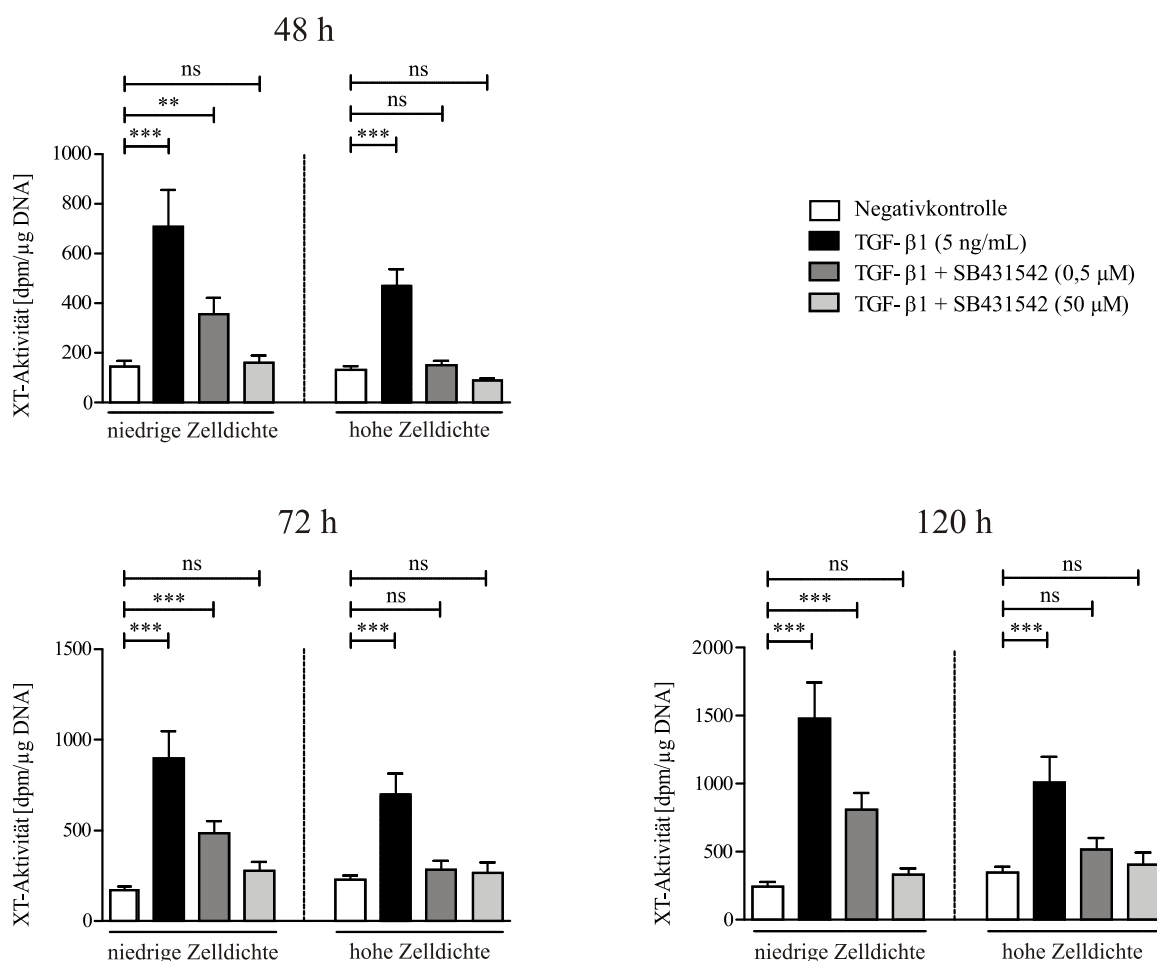 48 h
ns
ns
**
ns
***
***
XT-Aktivität [dpm/µg DNA]
1000
800
600
400
200
0
niedrige Zelldichte
hohe Zelldichte
Negativkontrolle
TGF-β1 (5 ng/mL)
TGF-β1 + SB431542 (0,5 µM)
TGF-β1 + SB431542 (50 µM)
72 h
ns
ns
***
ns
***
***
XT-Aktivität [dpm/µg DNA]
1500
1000
500
0
niedrige Zelldichte
hohe Zelldichte
120 h
ns
ns
***
ns
***
***
XT-Aktivität [dpm/µg DNA]
2000
1500
1000
500
0
niedrige Zelldichte
hohe Zelldichte